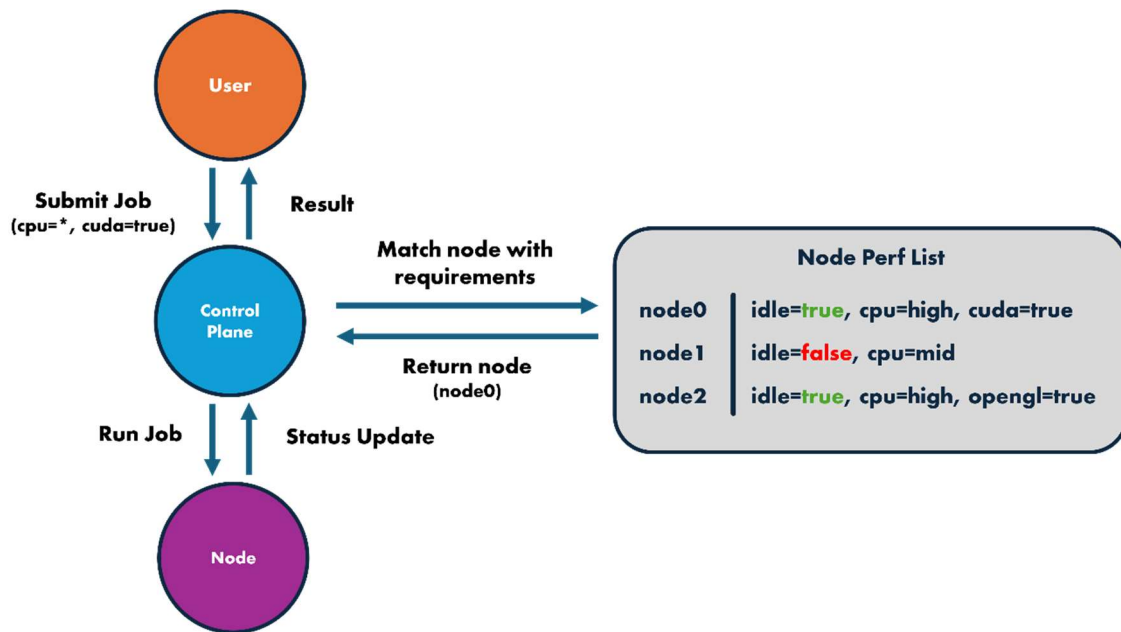 User
Submit Job
(cpu=*, cuda=true)
Result
Control
Plane
Match node with
requirements
Return node
(node0)
Node Perf List
node0 idle=true, cpu=high, cuda=true
node1 idle=false, cpu=mid
node2 idle=true, cpu=high, opengl=true
Run Job
Status Update
Node